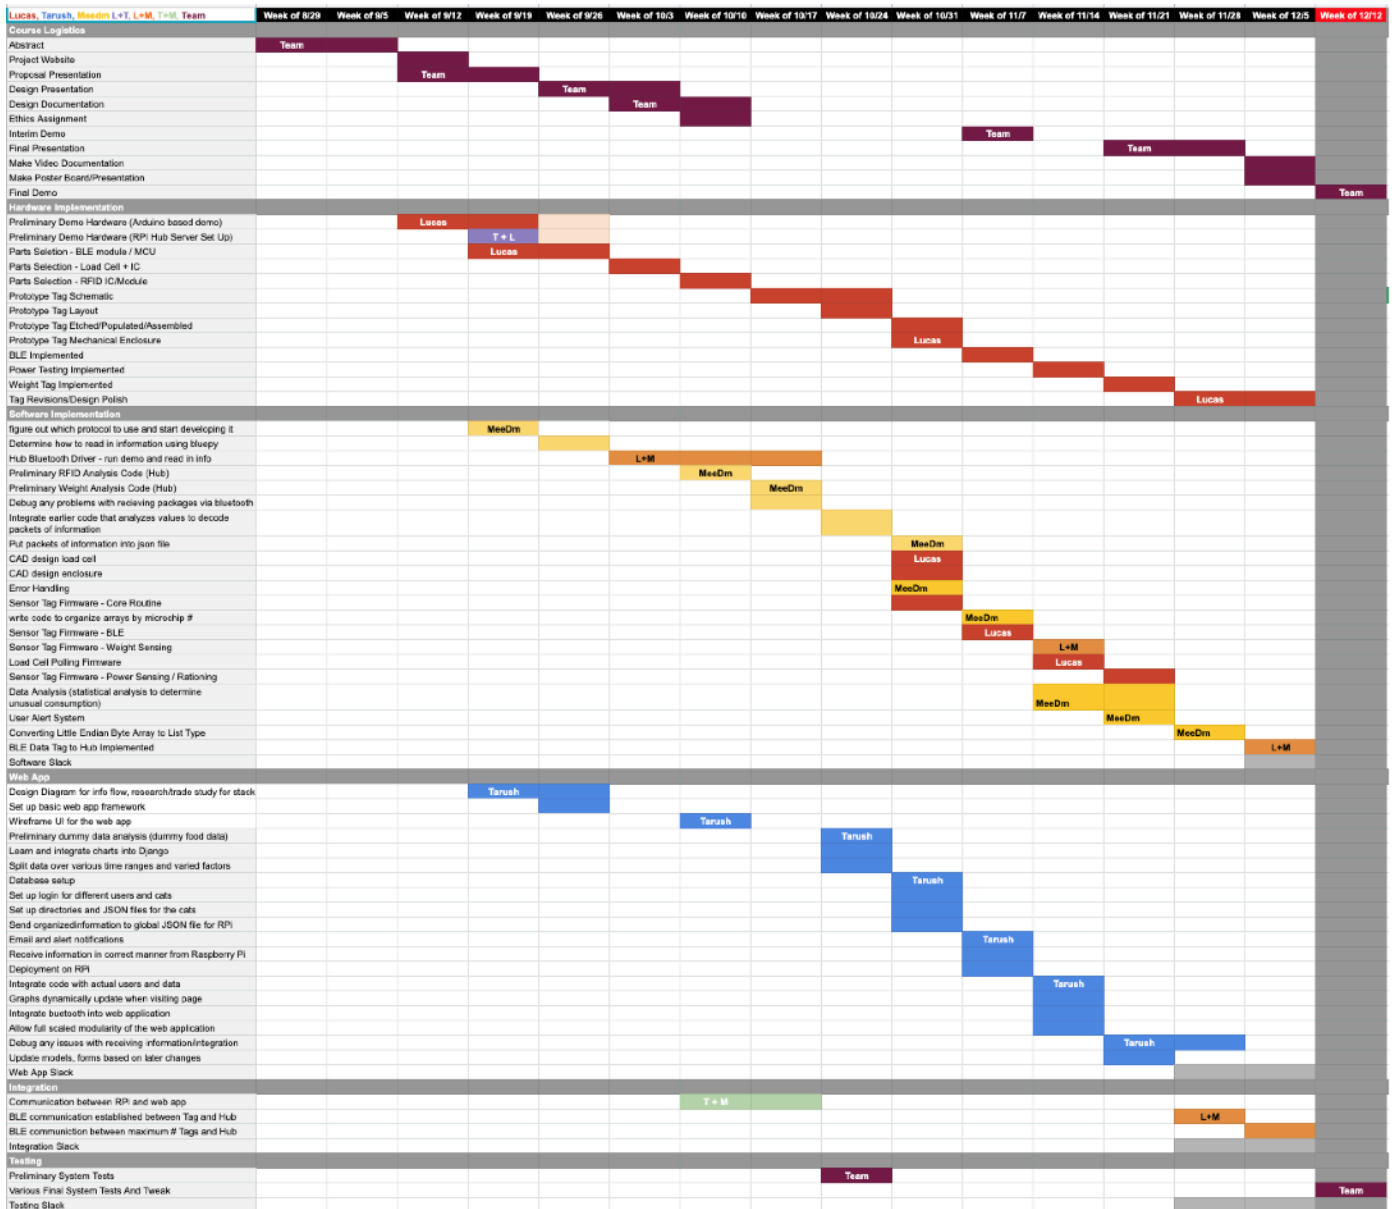 Lucas, Tarush, Meedm L+T, L+M, T+M, Team Week of 8/29 Week of 9/5 Week of 9/12 Week of 9/19 Week of 9/26 Week of 10/3 Week of 10/10 Week of 10/17 Week of 10/24 Week of 10/31 Week of 11/7 Week of 11/14 Week of 11/21 Week of 11/28 Week of 12/5 Week of 12/12
Course Logistics
Abstract Team
Project Website
Proposal Presentation Team
Design Presentation Team
Design Documentation Team
Ethics Assignment
Interim Demo Team
Final Presentation Team
Make Video Documentation
Make Poster Board/Presentation
Final Demo Team
Hardware Implementation
Preliminary Demo Hardware (Arduino based demo) Lucas
Preliminary Demo Hardware (RPI Hub Server Set Up) T + L
Parts Seletion - BLE module / MCU Lucas
Parts Selection - Load Cell + IC
Parts Selection - RFID IC/Module
Prototype Tag Schematic
Prototype Tag Layout
Prototype Tag Etched/Populated/Assembled
Prototype Tag Mechanical Enclosure Lucas
BLE Implemented
Power Testing Implemented
Weight Tag Implemented
Tag Revisions/Design Polish Lucas
Software Implementation
figure out which protocol to use and start developing it MeeDm
Determine how to read in information using bluepy
Hub Bluetooth Driver - run demo and read in info L+M
Preliminary RFID Analysis Code (Hub) MeeDm
Preliminary Weight Analysis Code (Hub) MeeDm
Debug any problems with recieving packages via bluetooth
Integrate earlier code that analyzes values to decode
packets of information
Put packets of information into json file MeeDm
CAD design load cell Lucas
CAD design enclosure
Error Handling MeeDm
Sensor Tag Firmware - Core Routine
write code to organize arrays by microchip # MeeDm
Sensor Tag Firmware - BLE Lucas
Sensor Tag Firmware - Weight Sensing L+M
Load Cell Polling Firmware Lucas
Sensor Tag Firmware - Power Sensing / Rationing
Data Analysis (statistical analysis to determine
unusual consumption) MeeDm
User Alert System MeeDm
Converting Little Endian Byte Array to List Type MeeDm
BLE Data Tag to Hub Implemented L+M
Software Slack
Web App
Design Diagram for info flow, research/trade study for stack Tarush
Set up basic web app framework
Wireframe UI for the web app Tarush
Preliminary dummy data analysis (dummy food data) Tarush
Learn and integrate charts into Django
Split data over various time ranges and varied factors
Database setup Tarush
Set up login for different users and cats
Set up directories and JSON files for the cats
Send organizedinformation to global JSON file for RPi
Email and alert notifications Tarush
Receive information in correct manner from Raspberry Pi
Deployment on RPi
Integrate code with actual users and data Tarush
Graphs dynamically update when visiting page
Integrate buetooth into web application
Allow full scaled modularity of the web application
Debug any issues with receiving information/integration Tarush
Update models, forms based on later changes
Web App Slack
Integration
Communication between RPi and web app T + M
BLE communication established between Tag and Hub L+M
BLE communiction between maximum # Tags and Hub
Integration Slack
Testing
Preliminary System Tests Team
Various Final System Tests And Tweak Team
Testing Slack